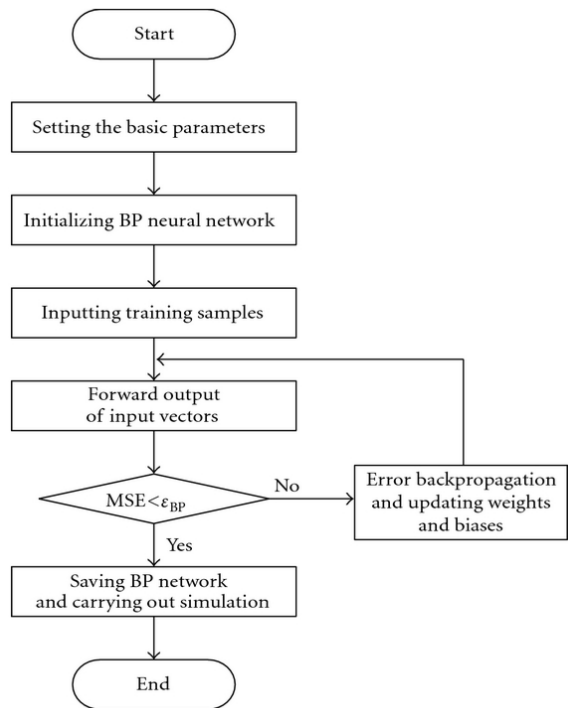 Start
Setting the basic parameters
Initializing BP neural network
Inputting training samples
Forward output
of input vectors
MSE<ε_BP
No
Error backpropagation
and updating weights
and biases
Yes
Saving BP network
and carrying out simulation
End